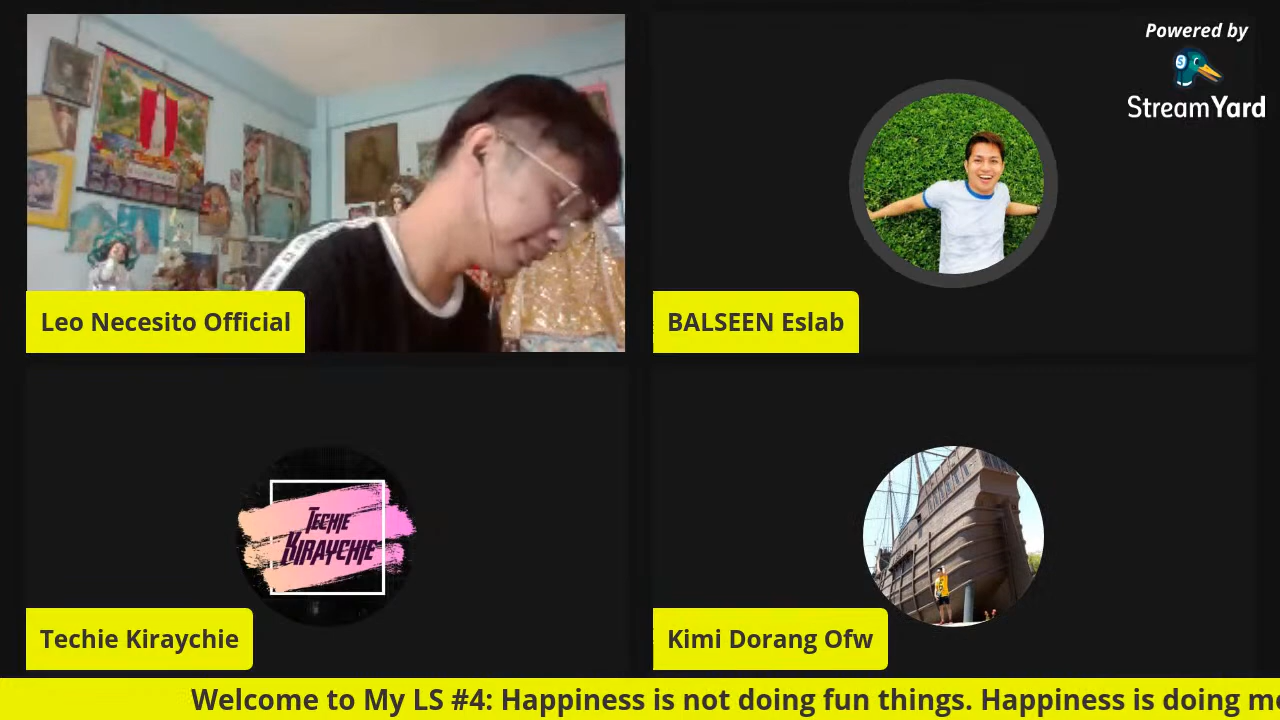 Powered by
StreamYard
Leo Necesito Official
BALSEEN Eslab
TECHIE
KIRAYCHIE
Techie Kiraychie
Kimi Dorang Ofw
Welcome to My LS #4: Happiness is not doing fun things. Happiness is doing